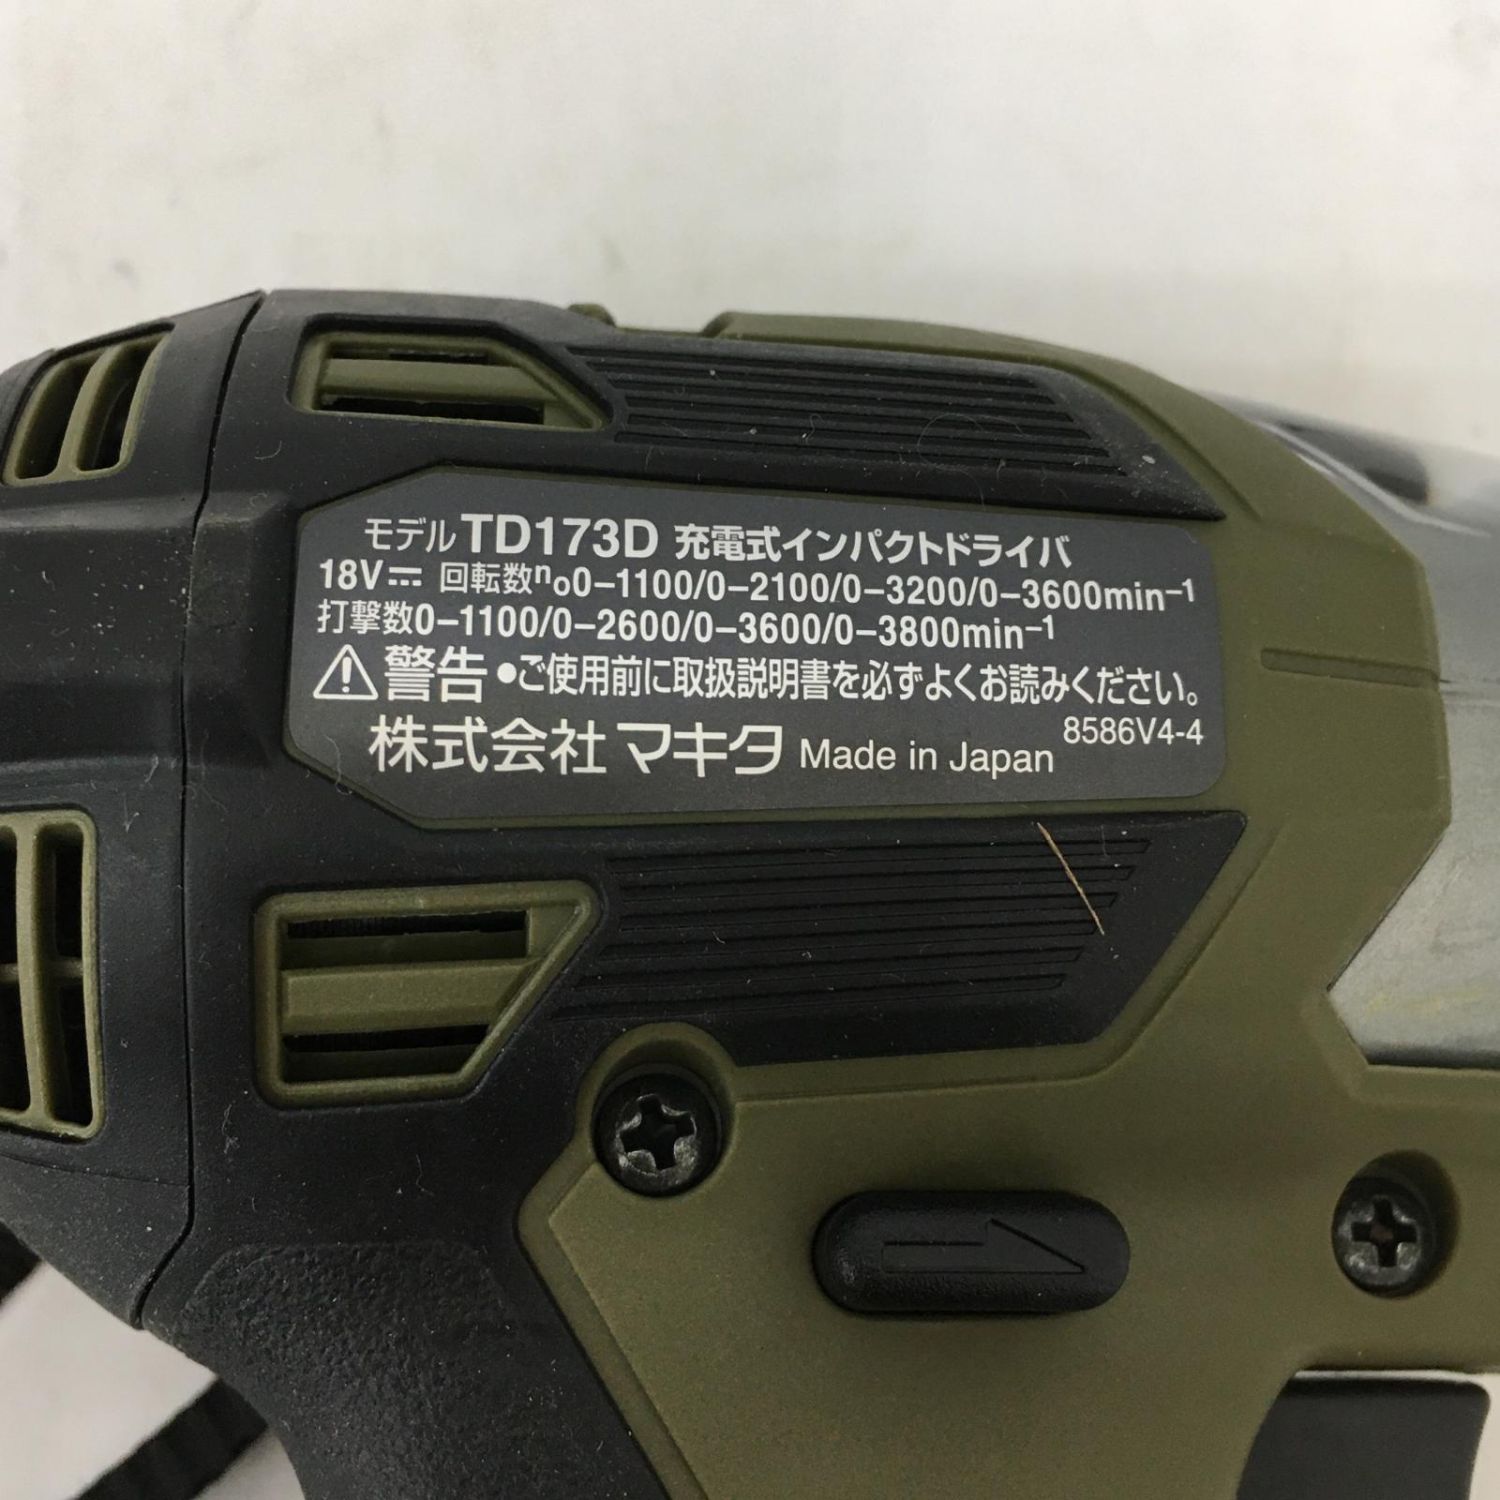 モデル TD173D 充電式インパクトドライバ
18V⎓ 回転数no0-1100/0-2100/0-3200/0-3600min-1
打撃数0-1100/0-2600/0-3600/0-3800min-1
⚠警告 •ご使用前に取扱説明書を必ずよくお読みください。
株式会社 マキタ Made in Japan 8586V4-4